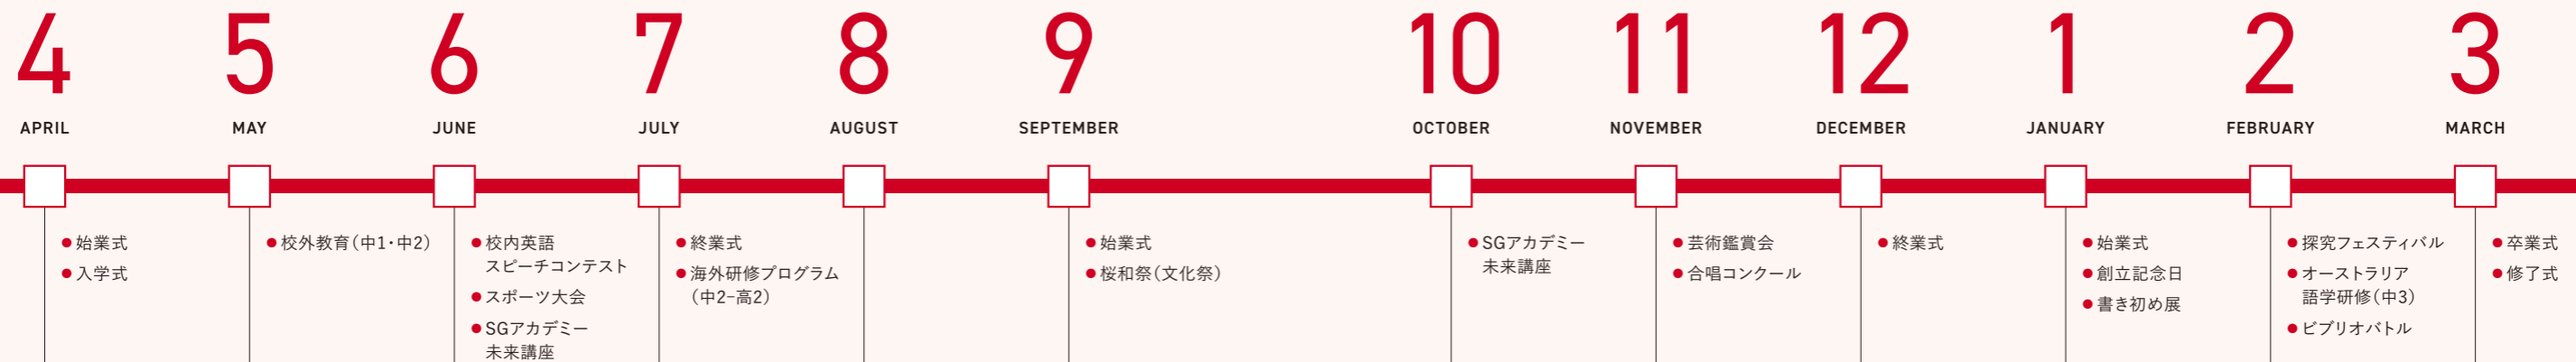 4
APRIL
●始業式
●入学式
5
MAY
●校外教育(中1・中2)
6
JUNE
●校内英語
スピーチコンテスト
●スポーツ大会
●SGアカデミー
未来講座
7
JULY
●終業式
●海外研修プログラム
(中2−高2)
8
AUGUST
9
SEPTEMBER
●始業式
●桜和祭(文化祭)
10
OCTOBER
●SGアカデミー
未来講座
11
NOVEMBER
●芸術鑑賞会
●合唱コンクール
12
DECEMBER
●終業式
1
JANUARY
●始業式
●創立記念日
●書き初め展
2
FEBRUARY
●探究フェスティバル
●オーストラリア
語学研修(中3)
●ビブリオバトル
3
MARCH
●卒業式
●修了式